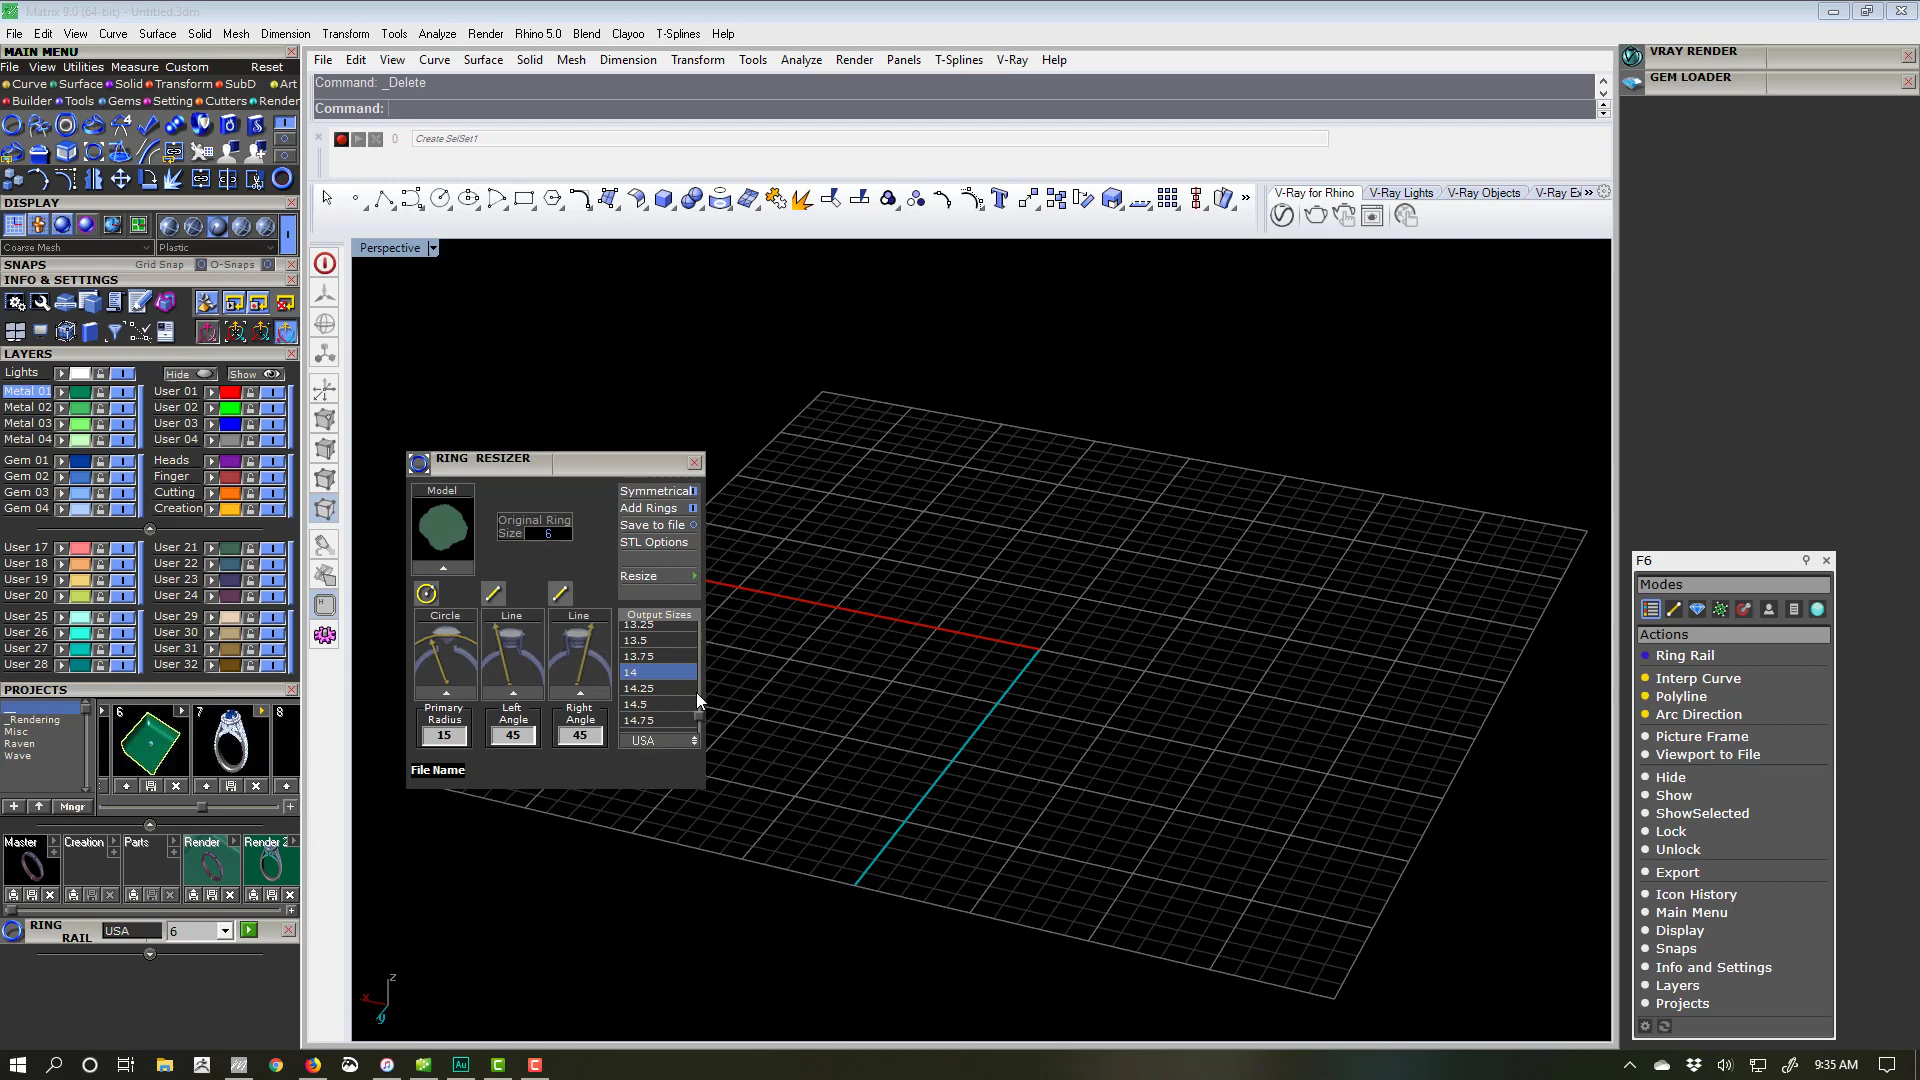 Matrix 9.0 (64-bit) - Untitled.3dm
File Edit View Curve Surface Solid Mesh Dimension Transform Tools Analyze Render Rhino 5.0 Blend Clayoo T-Splines Help
MAIN MENU
File View Utilities Measure Custom Reset
Curve Surface Solid Transform SubD Art
Builder Tools Gems Setting Cutters Render
DISPLAY
Coarse Mesh Plastic
SNAPS Grid Snap O-Snaps
INFO & SETTINGS
LAYERS
Lights Hide Show
Metal 01 User 01
Metal 02 User 02
Metal 03 User 03
Metal 04 User 04
Gem 01 Heads
Gem 02 Finger
Gem 03 Cutting
Gem 04 Creation
User 17 User 21
User 18 User 22
User 19 User 23
User 20 User 24
User 25 User 29
User 26 User 30
User 27 User 31
User 28 User 32
PROJECTS
_Rendering
Misc
Raven
Wave
6 7 8
Mngr
Master Creation Parts Render Render 2
RING RAIL USA 6
File Edit View Curve Surface Solid Mesh Dimension Transform Tools Analyze Render Panels T-Splines V-Ray Help
Command: _Delete
Command:
0 Create SelSet1
V-Ray for Rhino V-Ray Lights V-Ray Objects V-Ray Ex
Perspective
RING RESIZER
Model
Original Ring
Size 6
Symmetrical
Add Rings
Save to file
STL Options
Resize
Circle Line Line
Output Sizes
13.25
13.5
13.75
14
14.25
14.5
14.75
USA
Primary Radius
15
Left Angle
45
Right Angle
45
File Name
z
x
y
VRAY RENDER
GEM LOADER
F6
Modes
Actions
Ring Rail
Interp Curve
Polyline
Arc Direction
Picture Frame
Viewport to File
Hide
Show
ShowSelected
Lock
Unlock
Export
Icon History
Main Menu
Display
Snaps
Info and Settings
Layers
Projects
Au
9:35 AM